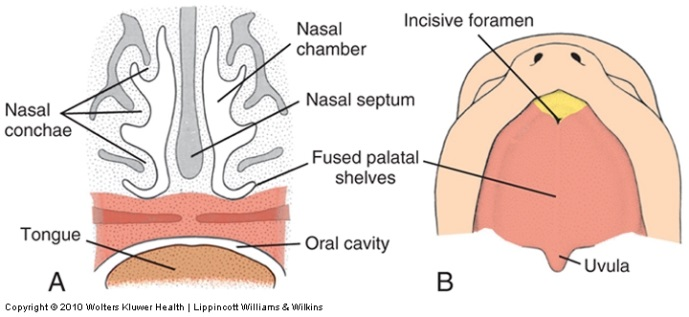 Nasal
chamber
Incisive foramen
Nasal
conchae
Nasal septum
Fused palatal
shelves
Tongue
Oral cavity
Uvula
A
B
Copyright © 2010 Wolters Kluwer Health | Lippincott Williams & Wilkins